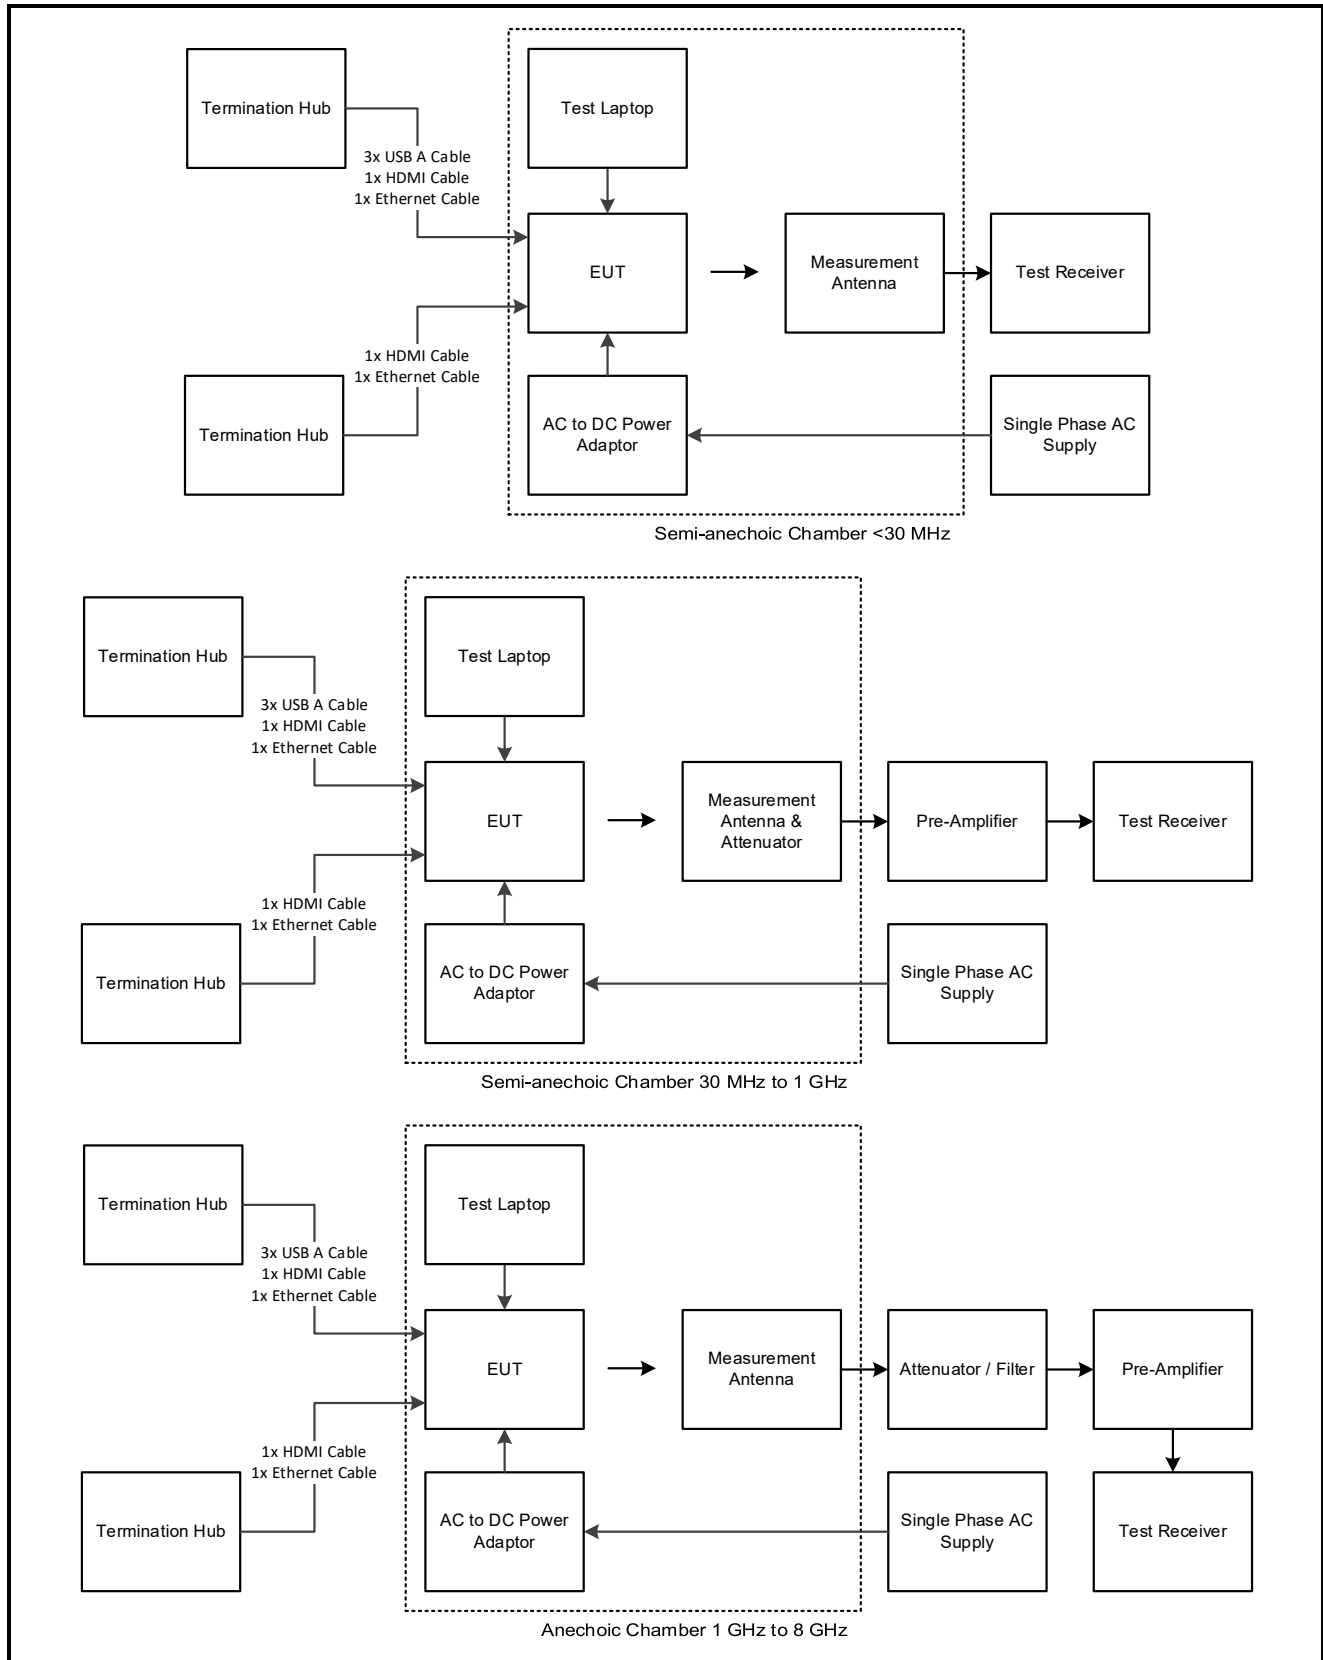 Termination Hub
Test Laptop
3x USB A Cable
1x HDMI Cable
1x Ethernet Cable
EUT
Measurement
Antenna
Test Receiver
1x HDMI Cable
1x Ethernet Cable
Termination Hub
AC to DC Power
Adaptor
Single Phase AC
Supply
Semi-anechoic Chamber <30 MHz
Termination Hub
Test Laptop
3x USB A Cable
1x HDMI Cable
1x Ethernet Cable
EUT
Measurement
Antenna &
Attenuator
Pre-Amplifier
Test Receiver
1x HDMI Cable
1x Ethernet Cable
Termination Hub
AC to DC Power
Adaptor
Single Phase AC
Supply
Semi-anechoic Chamber 30 MHz to 1 GHz
Termination Hub
Test Laptop
3x USB A Cable
1x HDMI Cable
1x Ethernet Cable
EUT
Measurement
Antenna
Attenuator / Filter
Pre-Amplifier
1x HDMI Cable
1x Ethernet Cable
Termination Hub
AC to DC Power
Adaptor
Single Phase AC
Supply
Test Receiver
Anechoic Chamber 1 GHz to 8 GHz